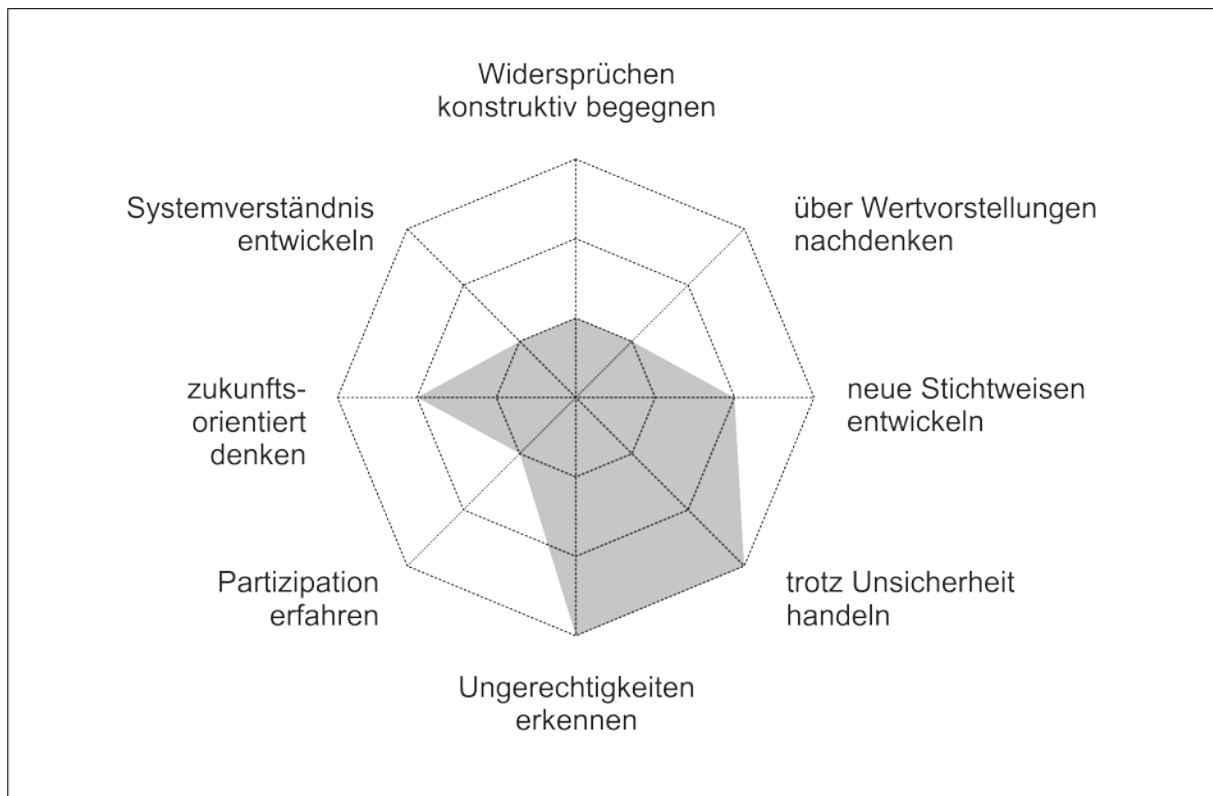 Widersprüchen
konstruktiv begegnen
Systemverständnis
entwickeln
über Wertvorstellungen
nachdenken
zukunfts-
orientiert
denken
neue Stichtweisen
entwickeln
Partizipation
erfahren
trotz Unsicherheit
handeln
Ungerechtigkeiten
erkennen